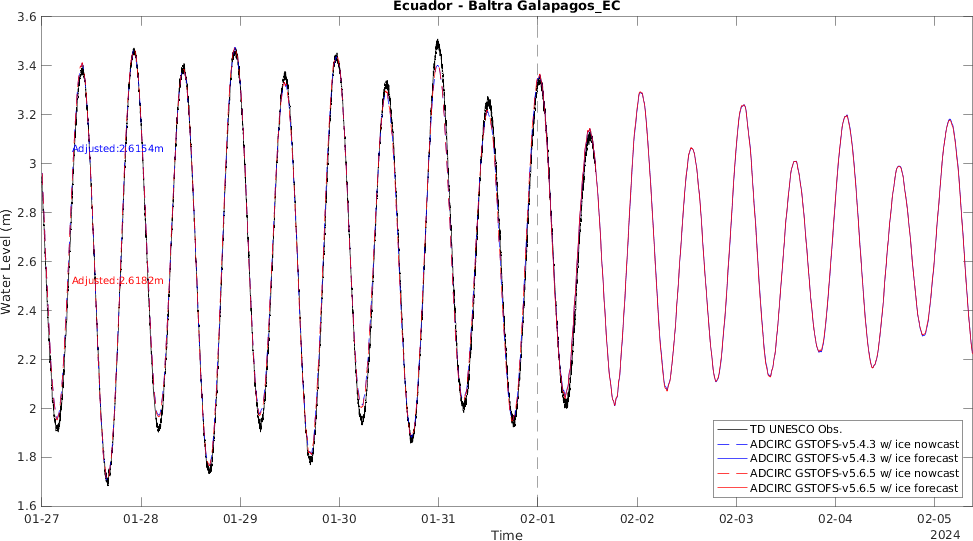 Ecuador - Baltra Galapagos_EC
3.6
3.4
3.2
3
2.8
2.6
2.4
2.2
2
1.8
1.6
Water Level (m)
Adjusted:2.6154m
Adjusted:2.6182m
TD UNESCO Obs.
ADCIRC GSTOFS-v5.4.3 w/ ice nowcast
ADCIRC GSTOFS-v5.4.3 w/ ice forecast
ADCIRC GSTOFS-v5.6.5 w/ ice nowcast
ADCIRC GSTOFS-v5.6.5 w/ ice forecast
01-27 01-28 01-29 01-30 01-31 02-01 02-02 02-03 02-04 02-05
Time
2024